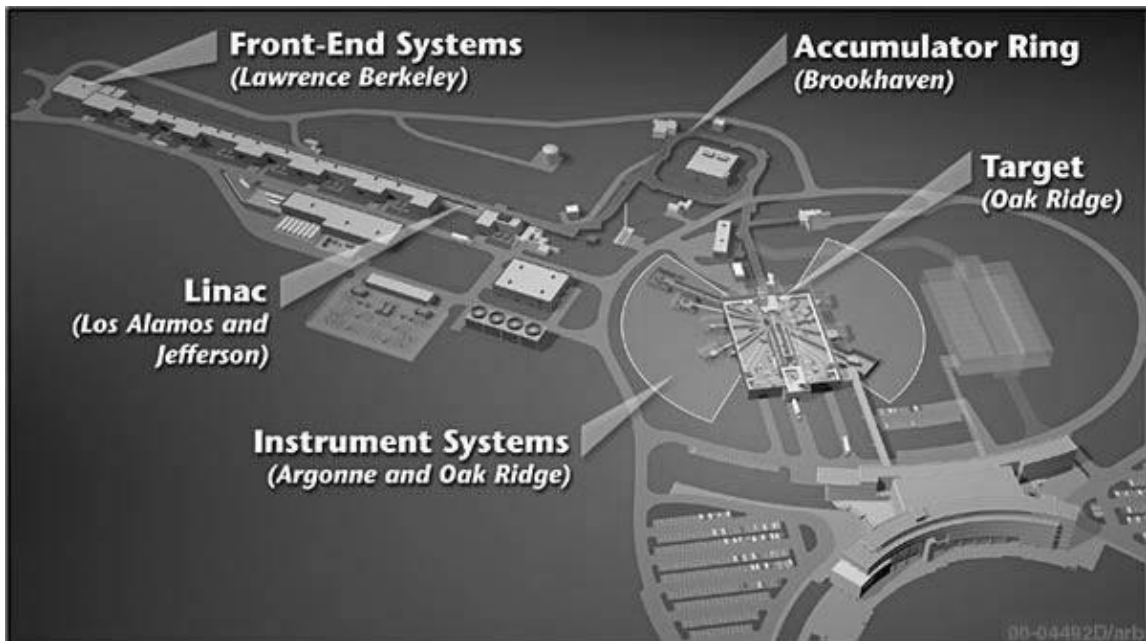 Front-End Systems
(Lawrence Berkeley)
Accumulator Ring
(Brookhaven)
Target
(Oak Ridge)
Linac
(Los Alamos and
Jefferson)
Instrument Systems
(Argonne and Oak Ridge)